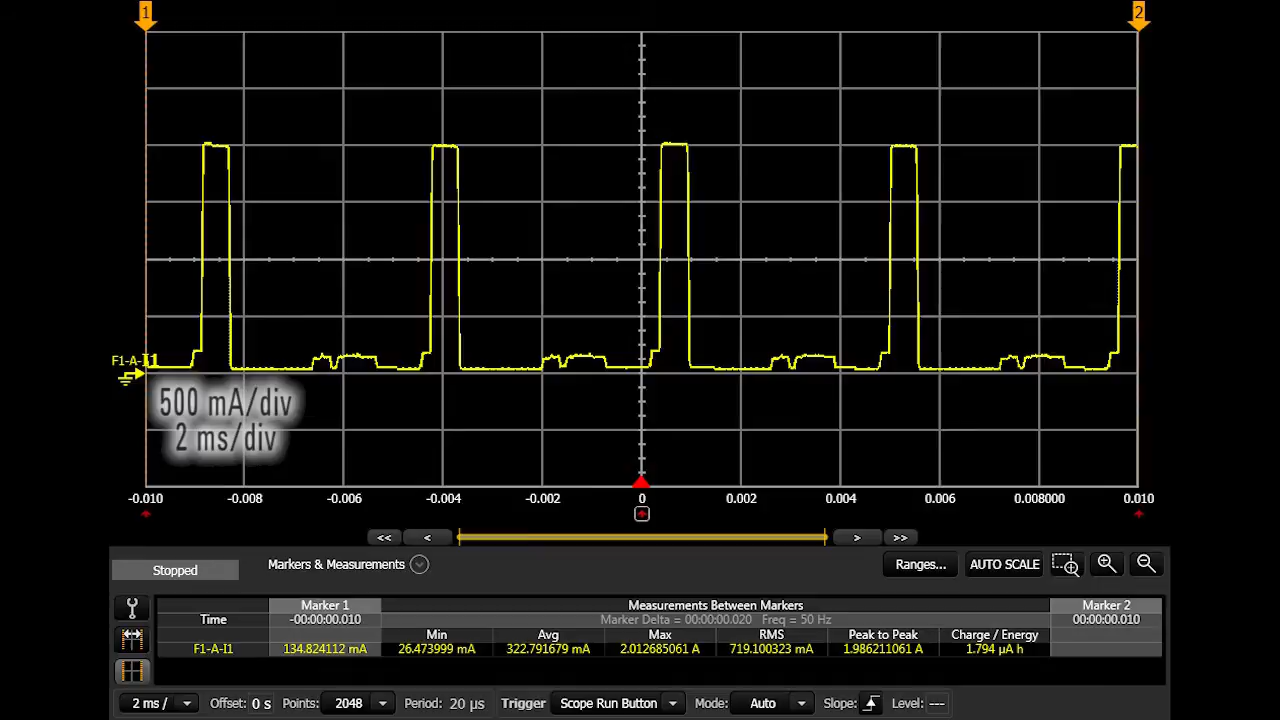 1
2
F1-A-I1
500 mA/div
2 ms/div
-0.010 -0.008 -0.006 -0.004 -0.002 0 0.002 0.004 0.006 0.008000 0.010
<< < > >>
Stopped
Markers & Measurements
Ranges...
AUTO SCALE
Marker 1 Measurements Between Markers Marker 2
Time -00:00:00.010 Marker Delta = 00:00:00.020 Freq = 50 Hz 00:00:00.010
Min Avg Max RMS Peak to Peak Charge / Energy
F1-A-I1 134.824112 mA 26.473999 mA 322.791679 mA 2.012685061 A 719.100323 mA 1.986211061 A 1.794 µA h
2 ms / Offset: 0 s Points: 2048 Period: 20 µs Trigger Scope Run Button Mode: Auto Slope: Level: ---